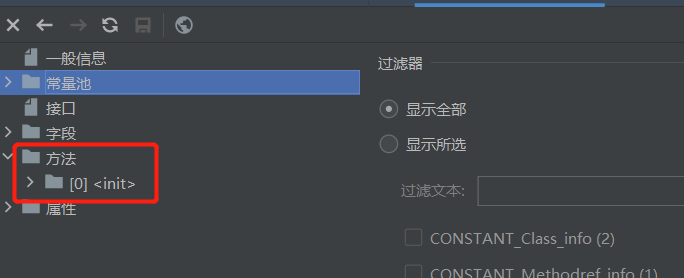 一般信息
常量池
接口
字段
方法
[0] <init>
属性
过滤器
显示全部
显示所选
过滤文本:
CONSTANT_Class_info (2)
CONSTANT_Methodref_info (1)